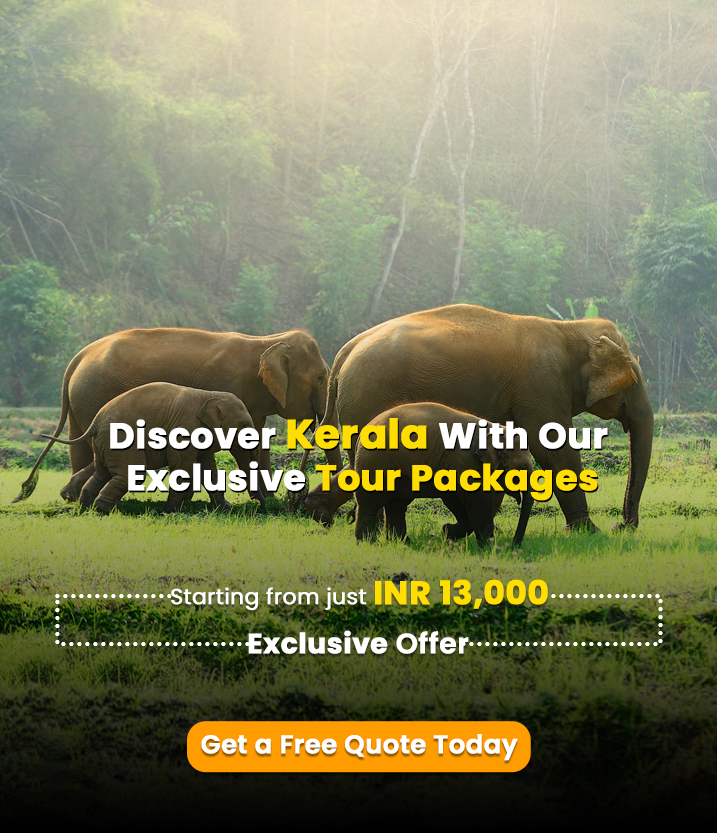 Discover Kerala With Our
Exclusive Tour Packages
Starting from just INR 13,000
Exclusive Offer
Get a Free Quote Today